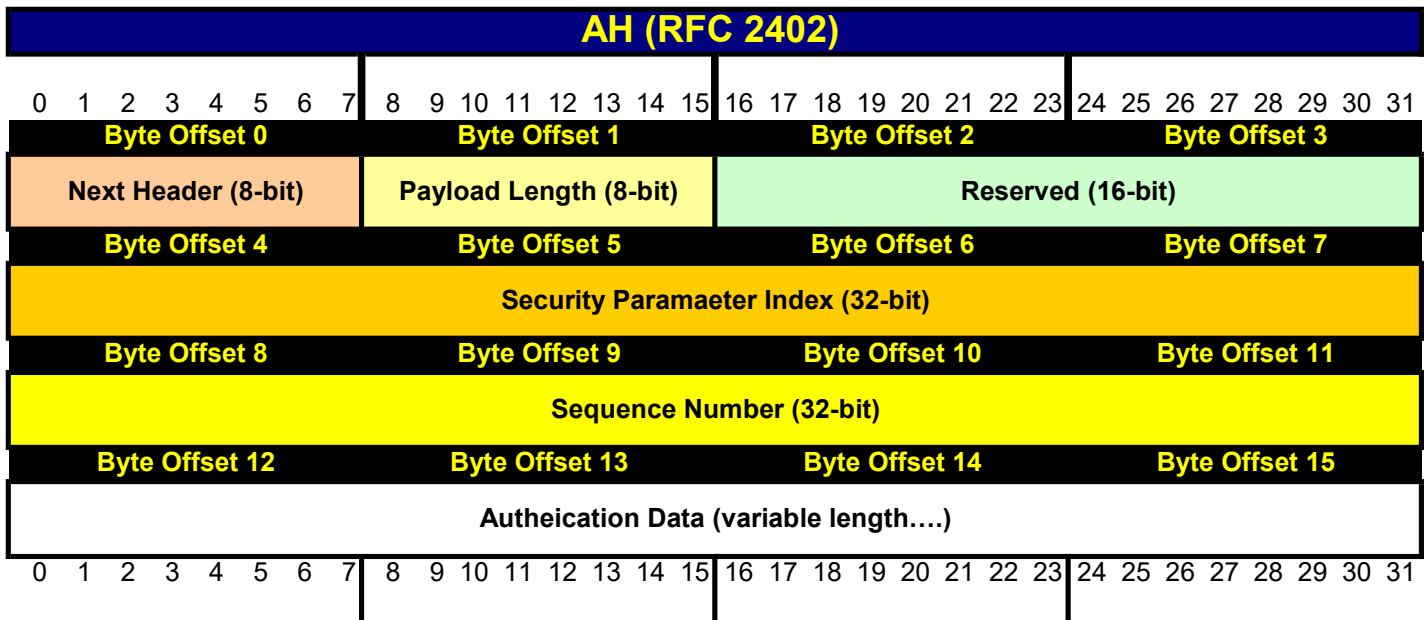 AH (RFC 2402)
0 1 2 3 4 5 6 7 8 9 10 11 12 13 14 15 16 17 18 19 20 21 22 23 24 25 26 27 28 29 30 31
Byte Offset 0 Byte Offset 1 Byte Offset 2 Byte Offset 3
Next Header (8-bit) Payload Length (8-bit) Reserved (16-bit)
Byte Offset 4 Byte Offset 5 Byte Offset 6 Byte Offset 7
Security Paramaeter Index (32-bit)
Byte Offset 8 Byte Offset 9 Byte Offset 10 Byte Offset 11
Sequence Number (32-bit)
Byte Offset 12 Byte Offset 13 Byte Offset 14 Byte Offset 15
Autheication Data (variable length….)
0 1 2 3 4 5 6 7 8 9 10 11 12 13 14 15 16 17 18 19 20 21 22 23 24 25 26 27 28 29 30 31